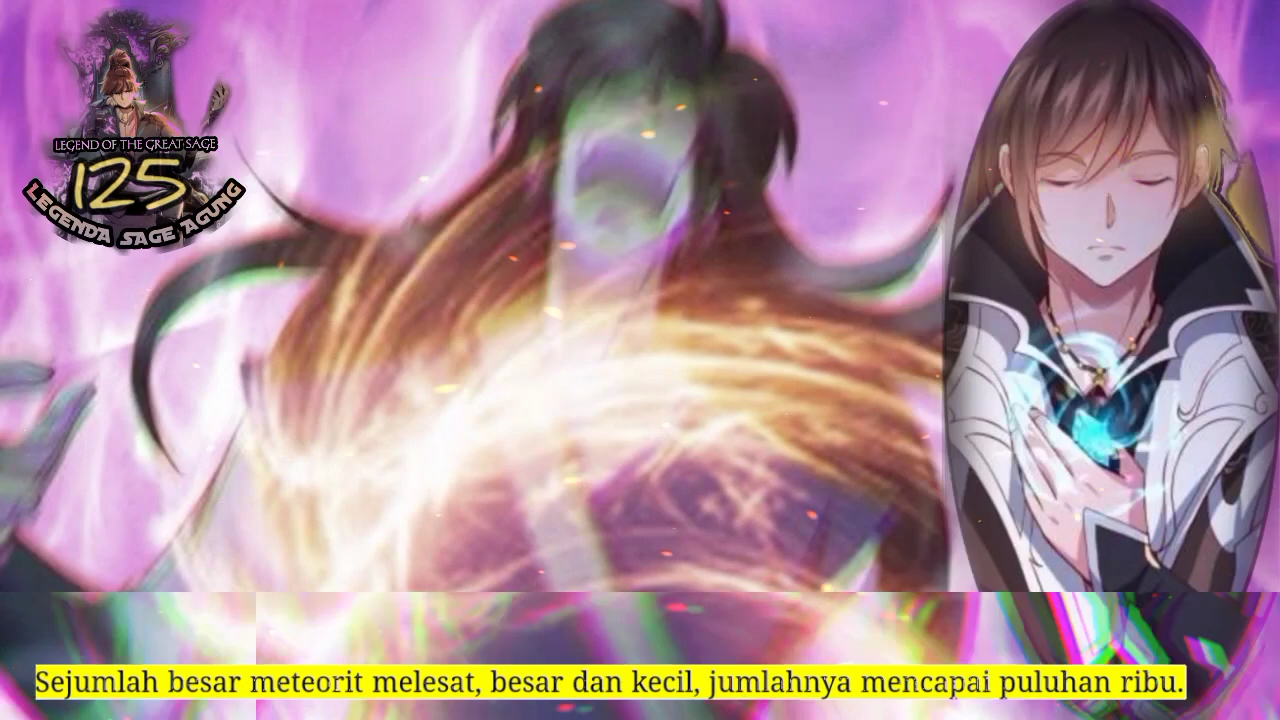 LEGEND OF THE GREAT SAGE
125
LEGENDA SAGE AGUNG
Sejumlah besar meteorit melesat, besar dan kecil, jumlahnya mencapai puluhan ribu.